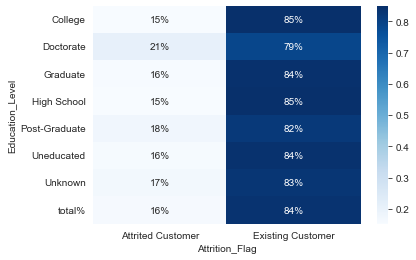 College 15% 85%
Doctorate 21% 79%
Graduate 16% 84%
High School 15% 85%
Post-Graduate 18% 82%
Uneducated 16% 84%
Unknown 17% 83%
total% 16% 84%
Attrited Customer Existing Customer
Attrition_Flag
Education_Level
0.8
0.7
0.6
0.5
0.4
0.3
0.2